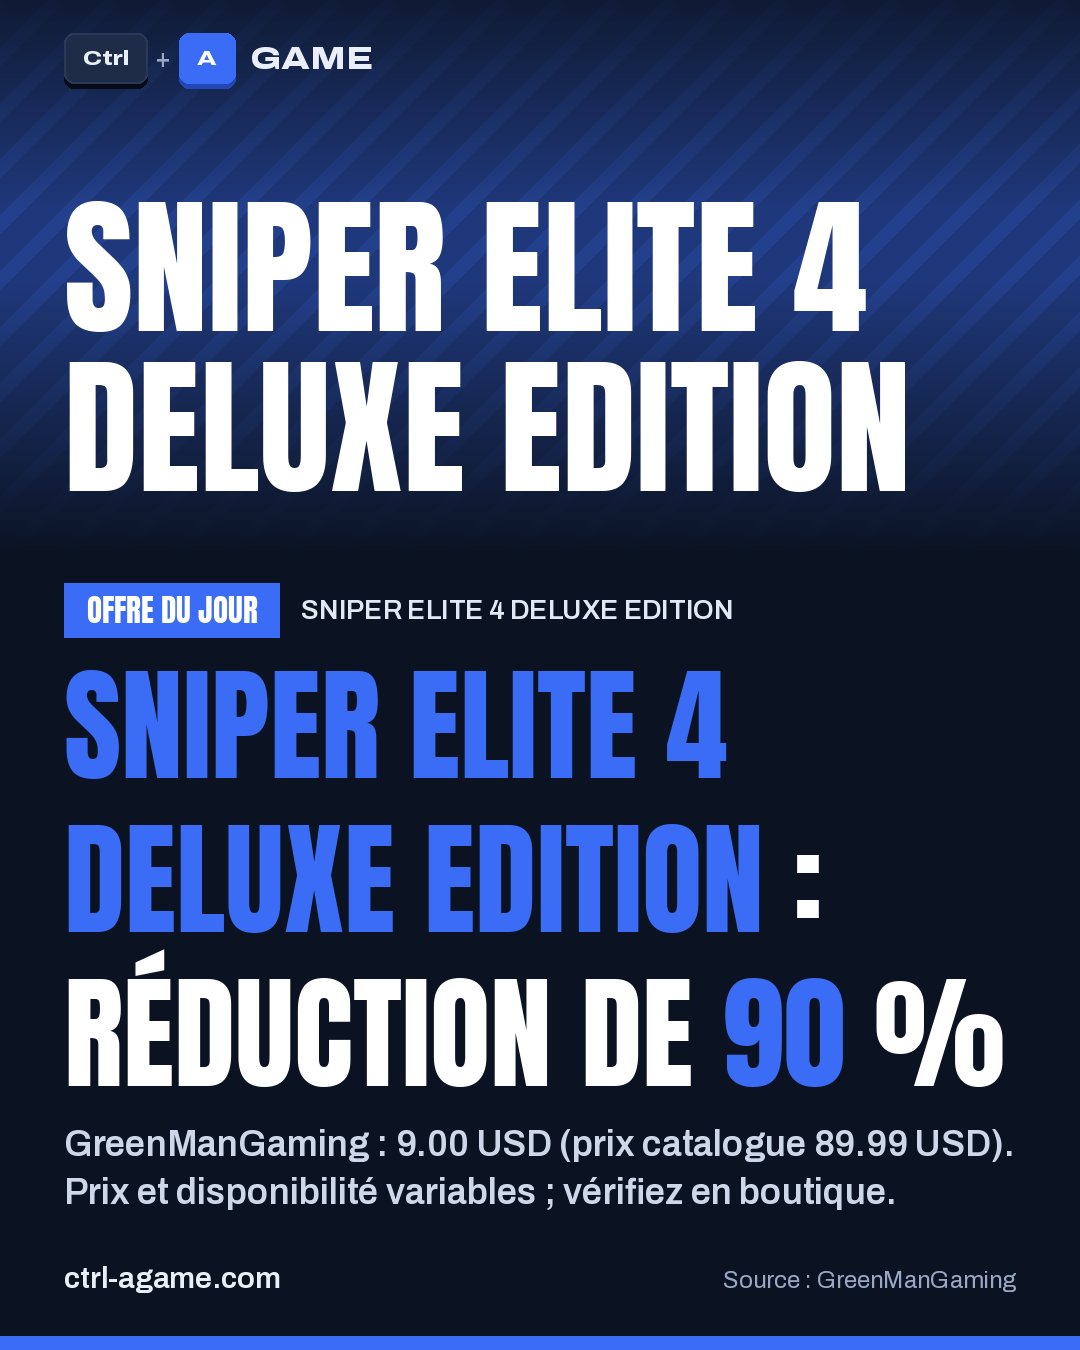 Ctrl + A GAME
SNIPER ELITE 4
DELUXE EDITION
OFFRE DU JOUR SNIPER ELITE 4 DELUXE EDITION
SNIPER ELITE 4
DELUXE EDITION :
RÉDUCTION DE 90 %
GreenManGaming : 9.00 USD (prix catalogue 89.99 USD).
Prix et disponibilité variables ; vérifiez en boutique.
ctrl-agame.com Source : GreenManGaming